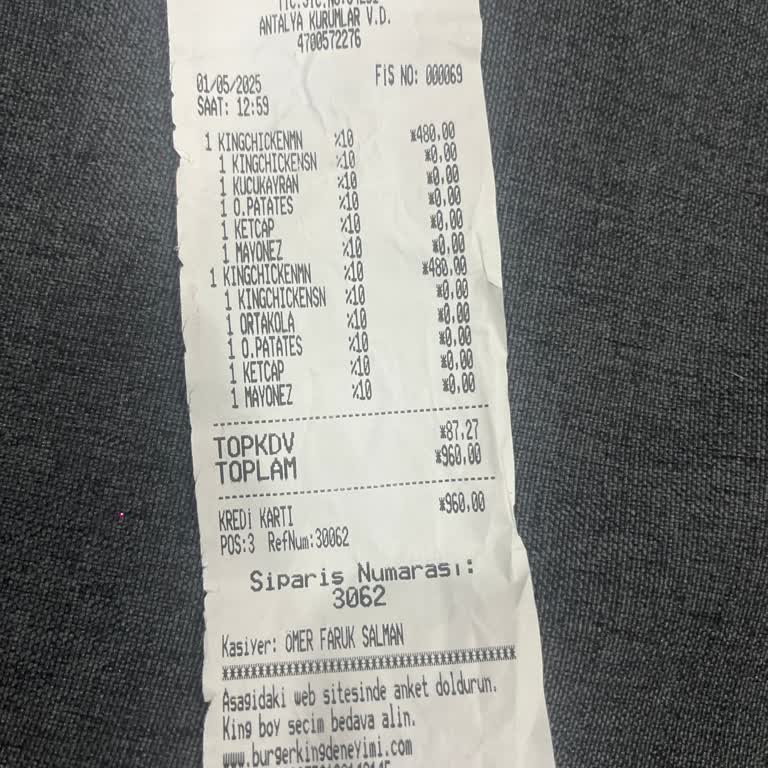 ANTALYA KURUMLAR V.D.
4700572276
01/05/2025 FİS NO: 000069
SAAT: 12:59
1 KINGCHICKENMN %10 *480,00
1 KINGCHICKENSN %10 *0,00
1 KUCUKAYRAN %10 *0,00
1 O.PATATES %10 *0,00
1 KETCAP %10 *0,00
1 MAYONEZ %10 *0,00
1 KINGCHICKENMN %10 *480,00
1 KINGCHICKENSN %10 *0,00
1 ORTAKOLA %10 *0,00
1 O.PATATES %10 *0,00
1 KETCAP %10 *0,00
1 MAYONEZ %10 *0,00
TOPKDV *87,27
TOPLAM *960,00
KREDİ KARTI *960,00
POS:3 RefNum:30062
Siparis Numarası:
3062
Kasiyer: ÖMER FARUK SALMAN
Asagidaki web sitesinde anket doldurun.
King boy secim bedava alin.
www.burgerkingdeneyimi.com